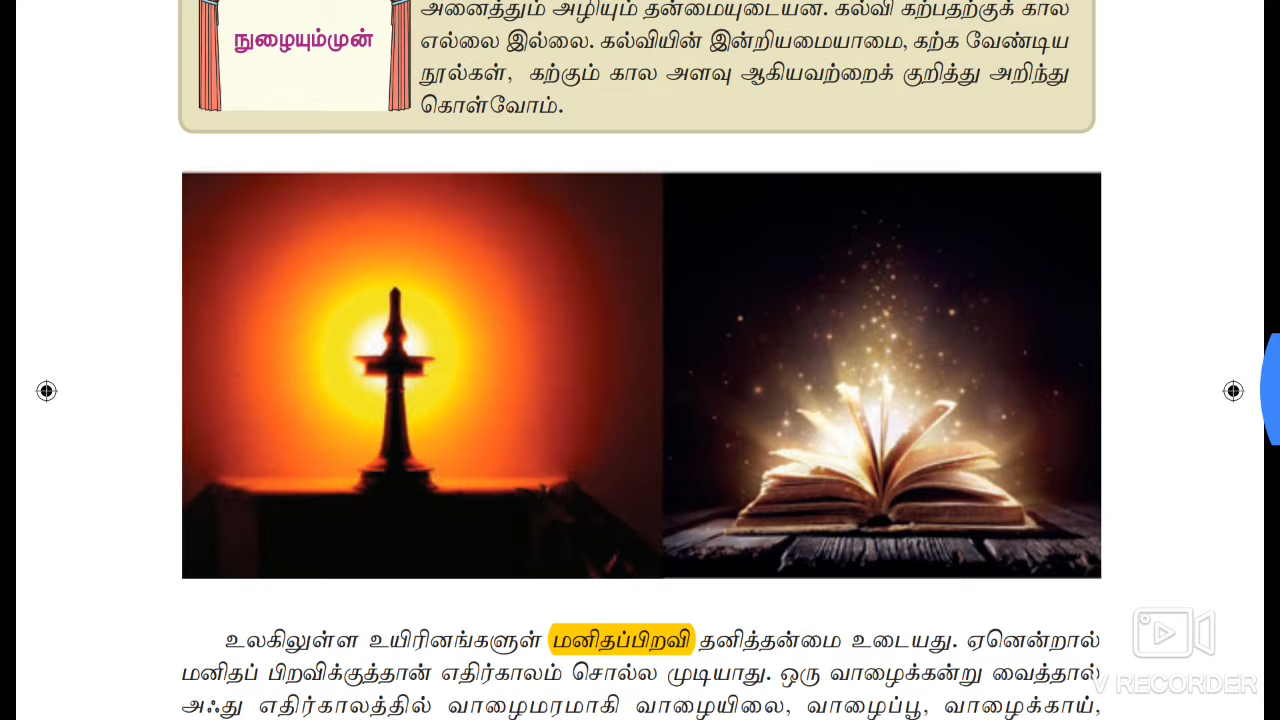 அனைத்தும் அழியும் தன்மையுடையன. கல்வி கற்பதற்குக் கால
நுழையும்முன்
எல்லை இல்லை. கல்வியின் இன்றியமையாமை, கற்க வேண்டிய
நூல்கள், கற்கும் கால அளவு ஆகியவற்றைக் குறித்து அறிந்து
கொள்வோம்.
உலகிலுள்ள உயிரினங்களுள் மனிதப்பிறவி தனித்தன்மை உடையது. ஏனென்றால்
மனிதப் பிறவிக்குத்தான் எதிர்காலம் சொல்ல முடியாது. ஒரு வாழைக்கன்று வைத்தால்
அஃது எதிர்காலத்தில் வாழைமரமாகி வாழையிலை, வாழைப்பூ, வாழைக்காய்,
V RECORDER